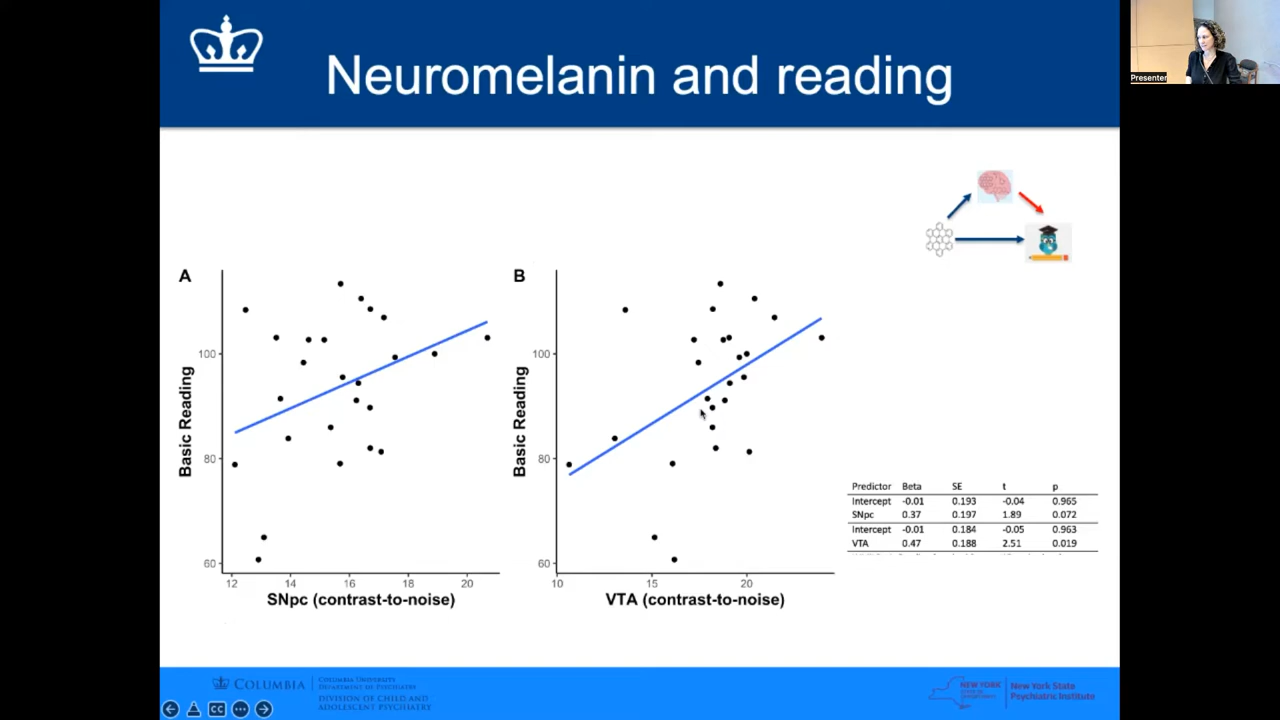 Presenter
Neuromelanin and reading
A
B
100
80
60
Basic Reading
12 14 16 18 20
SNpc (contrast-to-noise)
100
80
60
Basic Reading
10 15 20
VTA (contrast-to-noise)
Predictor Beta SE t p
Intercept -0.01 0.193 -0.04 0.965
SNpc 0.37 0.197 1.89 0.072
Intercept -0.01 0.184 -0.05 0.963
VTA 0.47 0.188 2.51 0.019
COLUMBIA
COLUMBIA UNIVERSITY
DEPARTMENT OF PSYCHIATRY
DIVISION OF CHILD AND
ADOLESCENT PSYCHIATRY
NEW YORK
New York State
Psychiatric Institute
CC